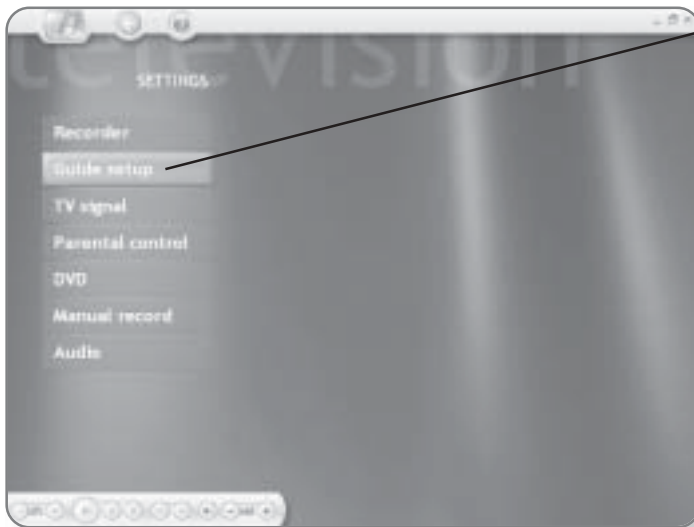 television
SETTINGS
Recorder
Guide setup
TV signal
Parental control
DVD
Manual record
Audio